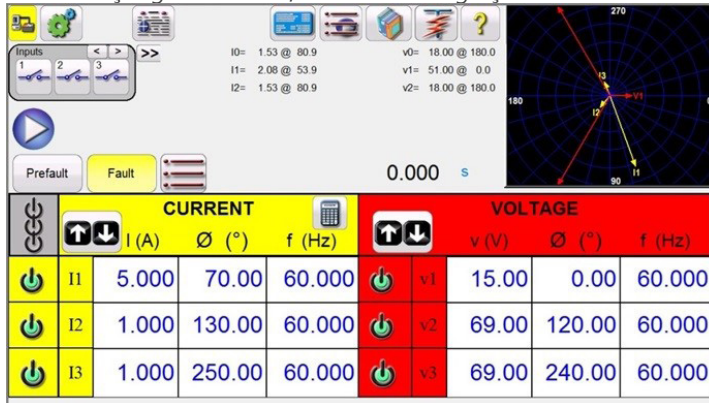 Inputs < > >>
1 2 3
I0= 1.53 @ 80.9 v0= 18.00 @ 180.0
I1= 2.08 @ 53.9 v1= 51.00 @ 0.0
I2= 1.53 @ 80.9 v2= 18.00 @ 180.0
?
270
180
90
0
I3
V1
I2
I1
Prefault Fault 0.000 s
CURRENT VOLTAGE
I (A) Ø (°) f (Hz) v (V) Ø (°) f (Hz)
I1 5.000 70.00 60.000 v1 15.00 0.00 60.000
I2 1.000 130.00 60.000 v2 69.00 120.00 60.000
I3 1.000 250.00 60.000 v3 69.00 240.00 60.000